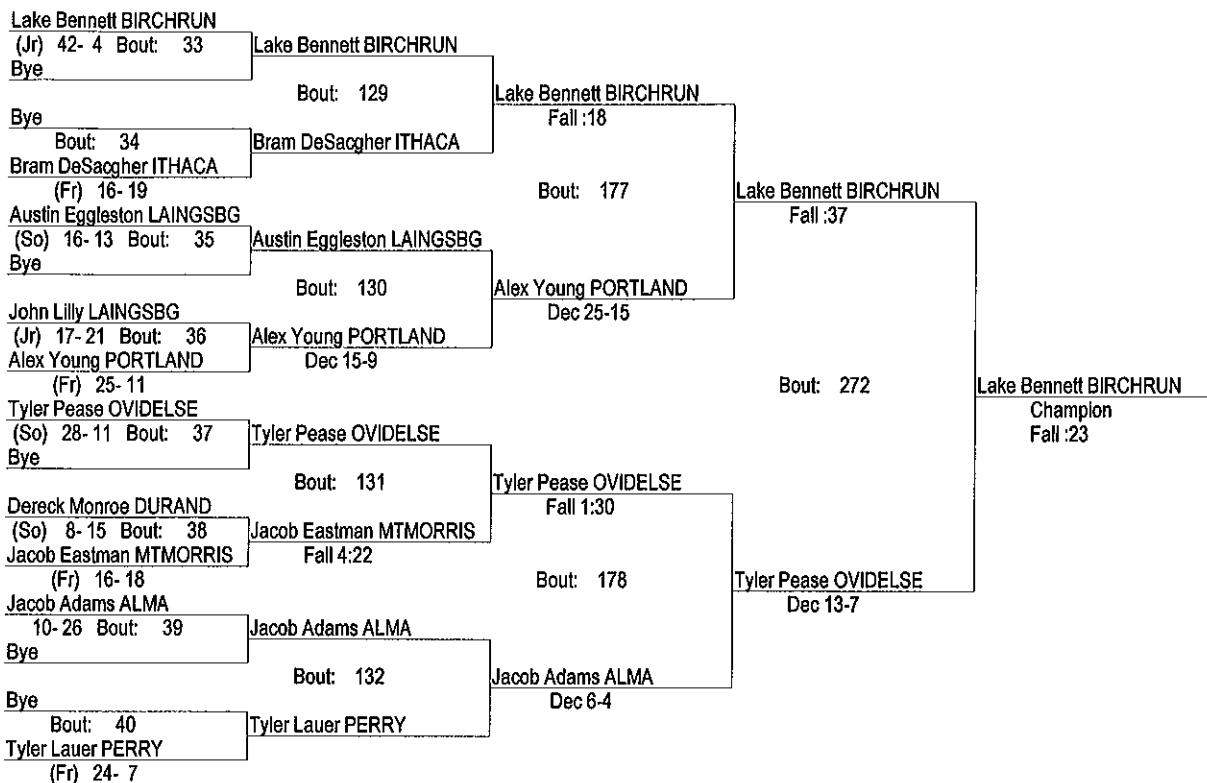 Lake Bennett BIRCHRUN
(Jr) 42- 4 Bout: 33
Bye
Bye
Bout: 34
Bram DeSacgher ITHACA
(Fr) 16- 19
Austin Eggleston LAINGSBG
(So) 16- 13 Bout: 35
Bye
John Lilly LAINGSBG
(Jr) 17- 21 Bout: 36
Alex Young PORTLAND
(Fr) 25- 11
Tyler Pease OVIDELSE
(So) 28- 11 Bout: 37
Bye
Dereck Monroe DURAND
(So) 8- 15 Bout: 38
Jacob Eastman MTMORRIS
(Fr) 16- 18
Jacob Adams ALMA
10- 26 Bout: 39
Bye
Bye
Bout: 40
Tyler Lauer PERRY
(Fr) 24- 7
Lake Bennett BIRCHRUN
Bout: 129
Bram DeSacgher ITHACA
Austin Eggleston LAINGSBG
Bout: 130
Alex Young PORTLAND
Dec 15-9
Tyler Pease OVIDELSE
Bout: 131
Jacob Eastman MTMORRIS
Fall 4:22
Jacob Adams ALMA
Bout: 132
Tyler Lauer PERRY
Lake Bennett BIRCHRUN
Fall :18
Bout: 177
Alex Young PORTLAND
Dec 25-15
Tyler Pease OVIDELSE
Fall 1:30
Bout: 178
Jacob Adams ALMA
Dec 6-4
Lake Bennett BIRCHRUN
Fall :37
Bout: 272
Tyler Pease OVIDELSE
Dec 13-7
Lake Bennett BIRCHRUN
Champion
Fall :23